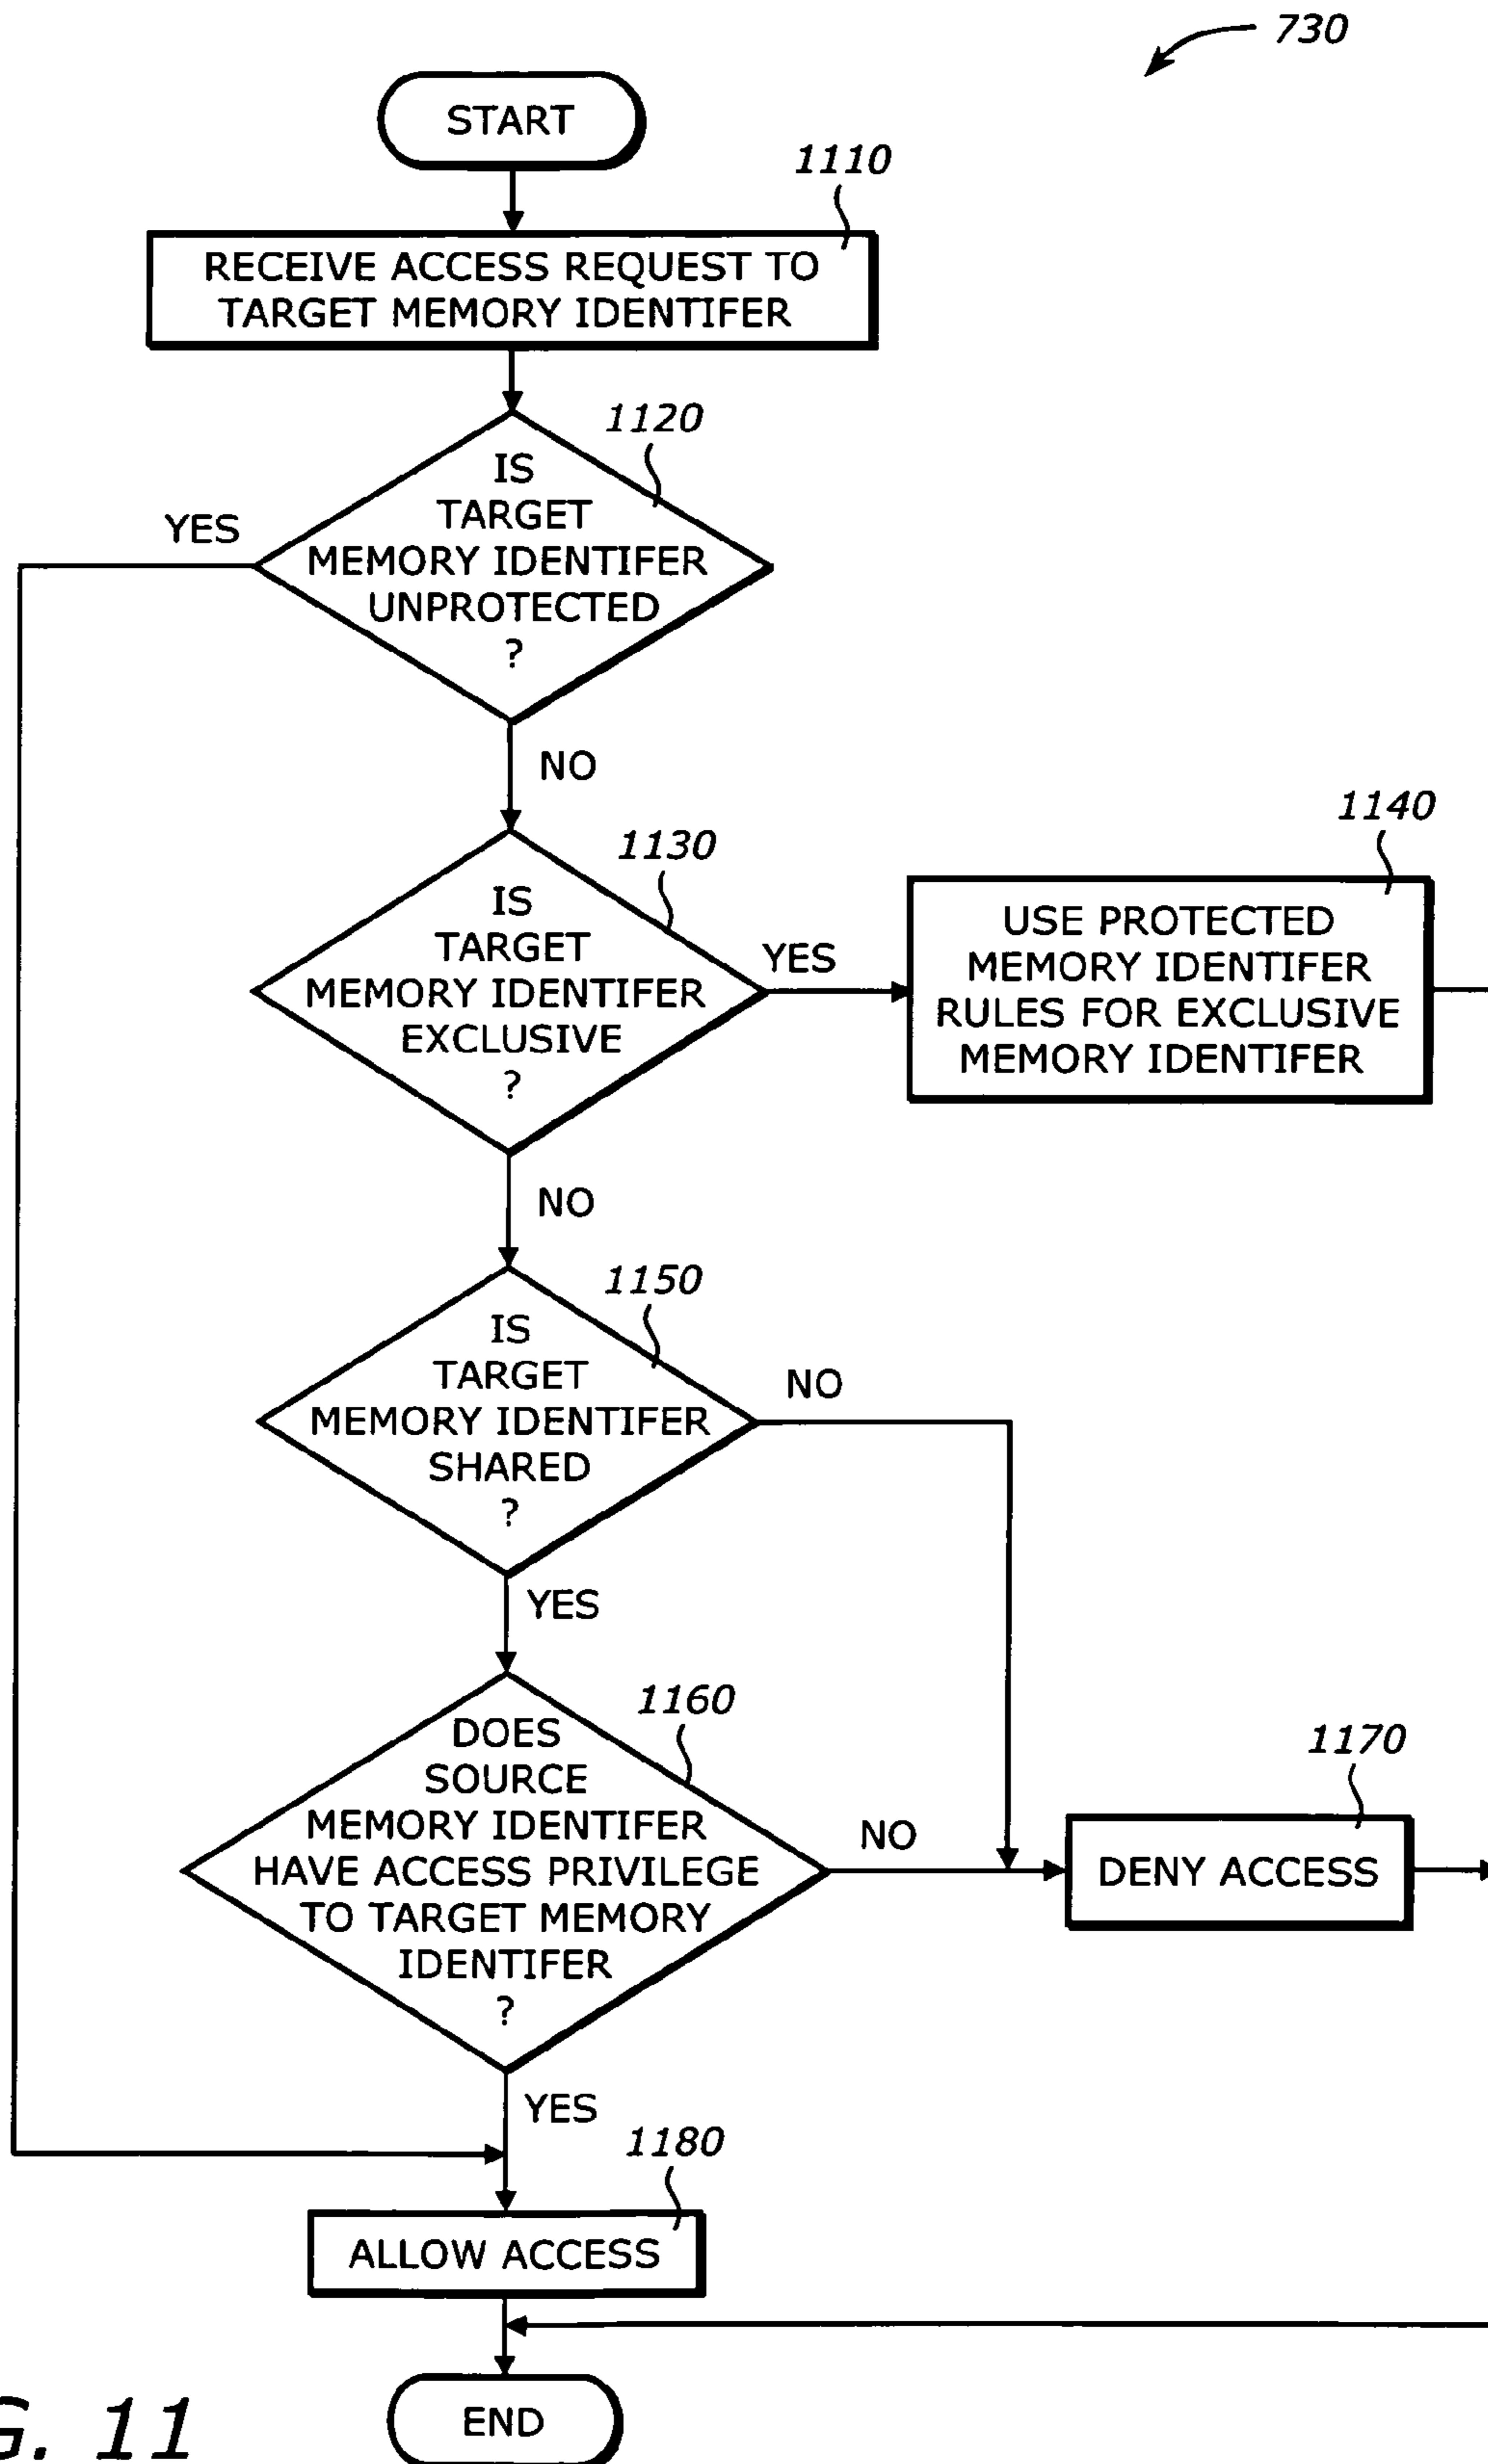 730
START
1110
RECEIVE ACCESS REQUEST TO
TARGET MEMORY IDENTIFER
1120
IS
TARGET
MEMORY IDENTIFER
UNPROTECTED
?
YES
NO
1130
IS
TARGET
MEMORY IDENTIFER
EXCLUSIVE
?
YES
1140
USE PROTECTED
MEMORY IDENTIFER
RULES FOR EXCLUSIVE
MEMORY IDENTIFER
NO
1150
IS
TARGET
MEMORY IDENTIFER
SHARED
?
NO
YES
1160
DOES
SOURCE
MEMORY IDENTIFER
HAVE ACCESS PRIVILEGE
TO TARGET MEMORY
IDENTIFER
?
NO
1170
DENY ACCESS
YES
1180
ALLOW ACCESS
END
G. 11